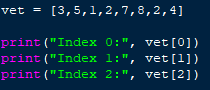 vet = [3,5,1,2,7,8,2,4]
print("Index 0:", vet[0])
print("Index 1:", vet[1])
print("Index 2:", vet[2])